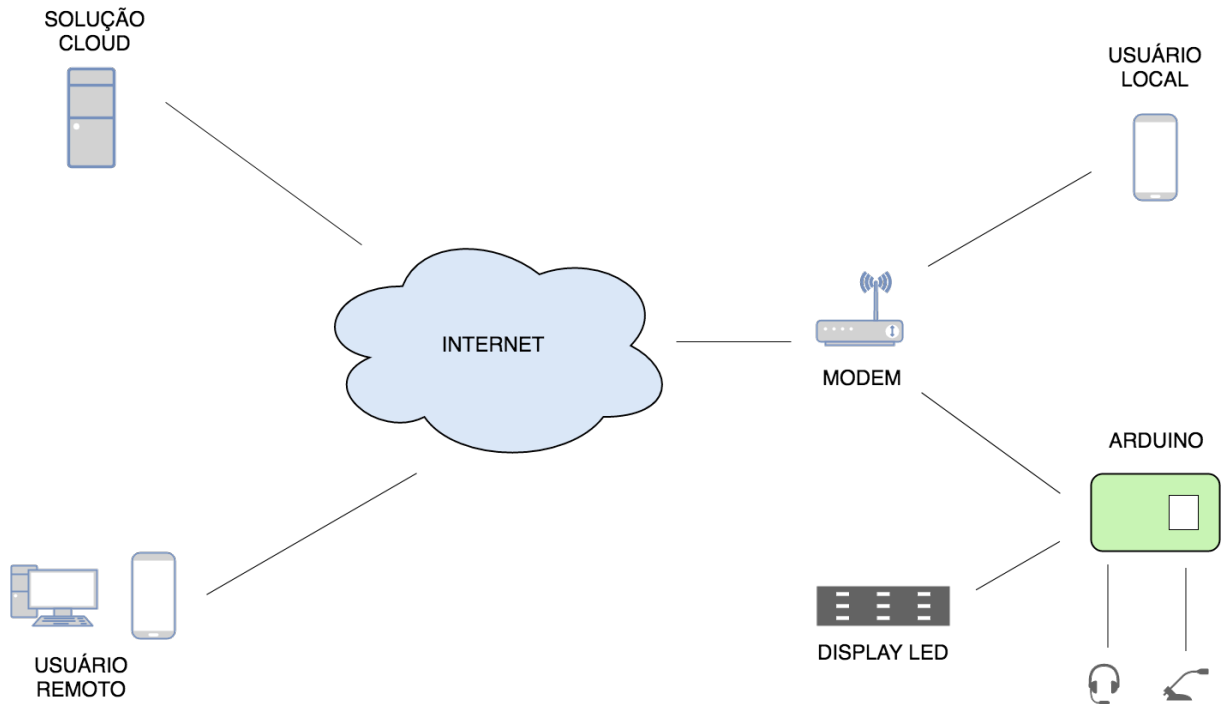 SOLUÇÃO
CLOUD
USUÁRIO
LOCAL
INTERNET
MODEM
ARDUINO
DISPLAY LED
USUÁRIO
REMOTO